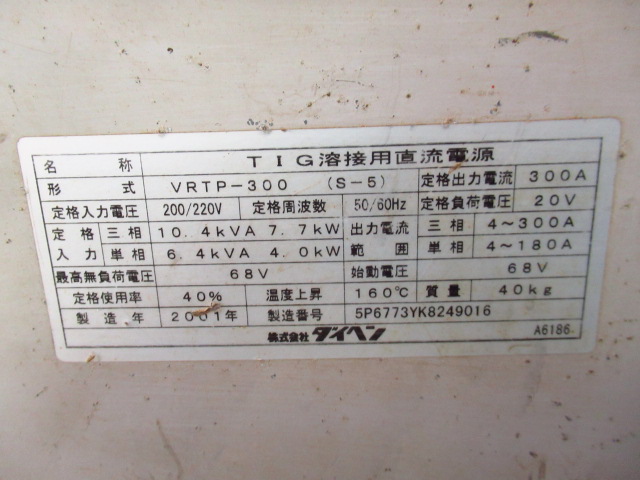 名称 TIG溶接用直流電源
形式 VRTP-300 (S-5) 定格出力電流 300A
定格入力電圧 200/220V 定格周波数 50/60Hz 定格負荷電圧 20V
定格 三相 10.4kVA 7.7kW 出力電流 三相 4~300A
入力 単相 6.4kVA 4.0kW 範囲 単相 4~180A
最高無負荷電圧 68V 始動電圧 68V
定格使用率 40% 温度上昇 160℃ 質量 40kg
製造年 2001年 製造番号 5P6773YK8249016
株式会社ダイヘン A6186